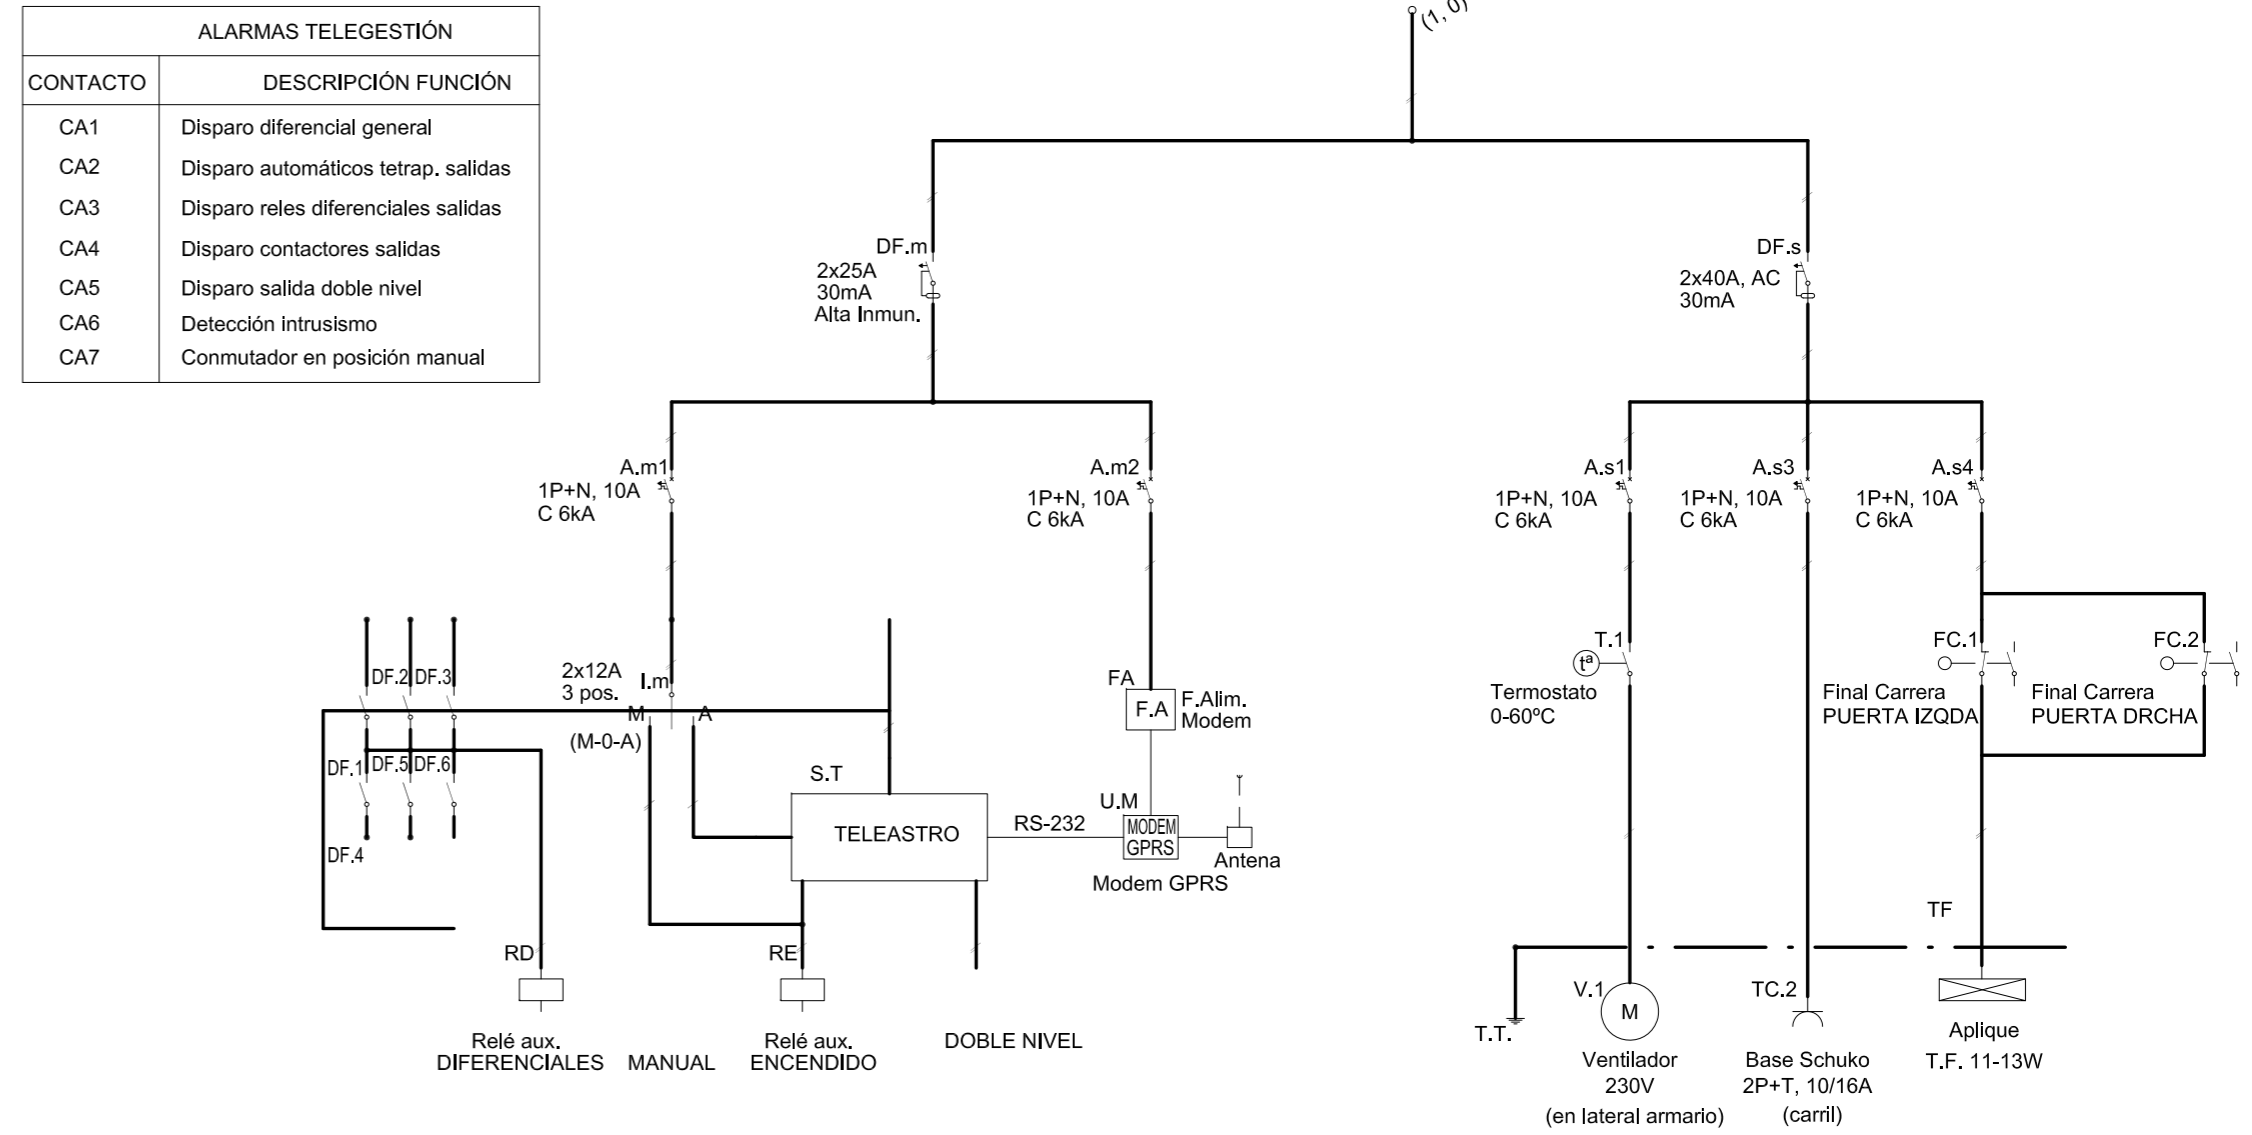 ALARMAS TELEGESTIÓN
CONTACTO DESCRIPCIÓN FUNCIÓN
CA1 Disparo diferencial general
CA2 Disparo automáticos tetrap. salidas
CA3 Disparo reles diferenciales salidas
CA4 Disparo contactores salidas
CA5 Disparo salida doble nivel
CA6 Detección intrusismo
CA7 Conmutador en posición manual
(1, 0)
DF.m
2x25A
30mA
Alta Inmun.
DF.s
2x40A, AC
30mA
A.m1
1P+N, 10A
C 6kA
A.m2
1P+N, 10A
C 6kA
A.s1
1P+N, 10A
C 6kA
A.s3
1P+N, 10A
C 6kA
A.s4
1P+N, 10A
C 6kA
DF.2 DF.3
DF.1 DF.5 DF.6
DF.4
2x12A
3 pos.
I.m
M A
(M-0-A)
S.T
TELEASTRO
RS-232
FA
F.A
F.Alim.
Modem
U.M
MODEM
GPRS
Modem GPRS
Antena
T.1
tª
Termostato
0-60ºC
FC.1
Final Carrera
PUERTA IZQDA
FC.2
Final Carrera
PUERTA DRCHA
RD
Relé aux.
DIFERENCIALES
MANUAL
RE
Relé aux.
ENCENDIDO
DOBLE NIVEL
T.T.
V.1
M
Ventilador
230V
(en lateral armario)
TC.2
Base Schuko
2P+T, 10/16A
(carril)
TF
Aplique
T.F. 11-13W